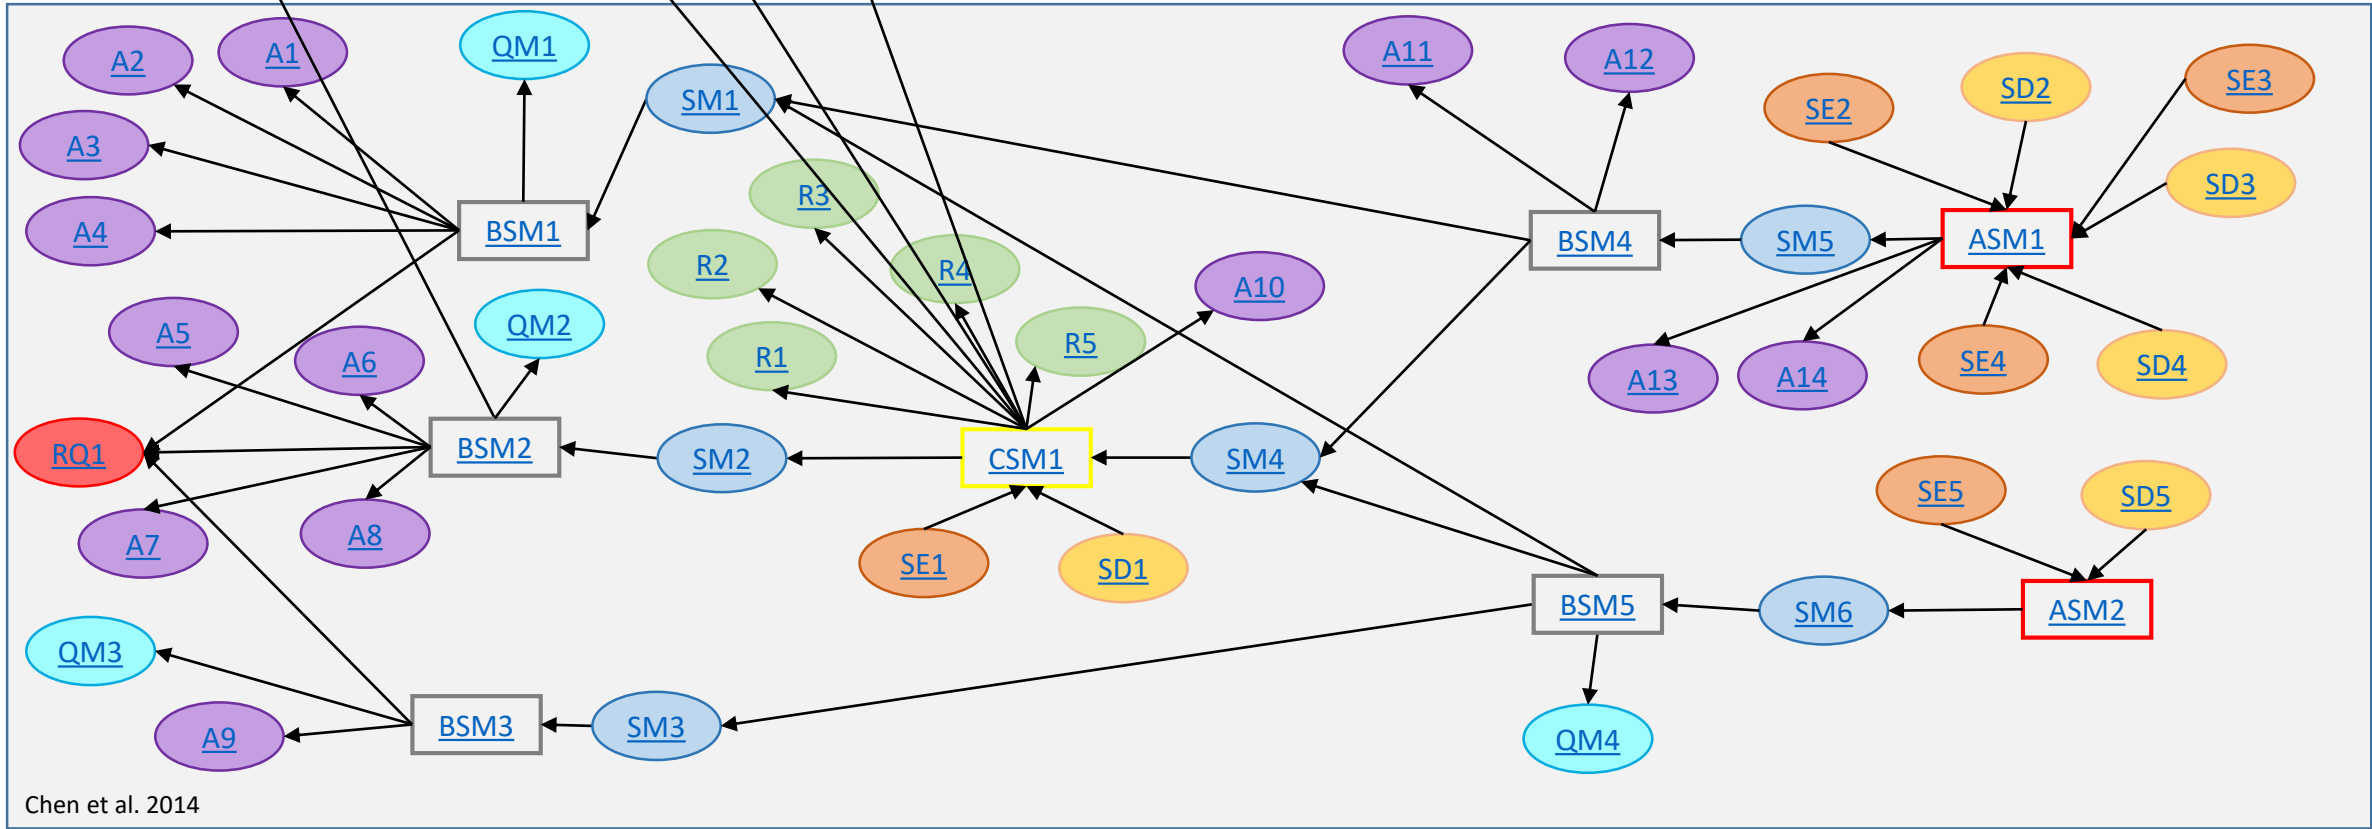 A2
A1
QM1
A11
A12
SE3
SM1
SE2
SD2
A3
R3
SD3
A4
BSM1
R2
R4
A10
BSM4
SM5
ASM1
A5
QM2
A6
R1
R5
A13
A14
SE4
SD4
RQ1
BSM2
SM2
CSM1
SM4
SE5
SD5
A7
A8
SE1
SD1
BSM5
SM6
ASM2
QM3
A9
BSM3
SM3
QM4
Chen et al. 2014